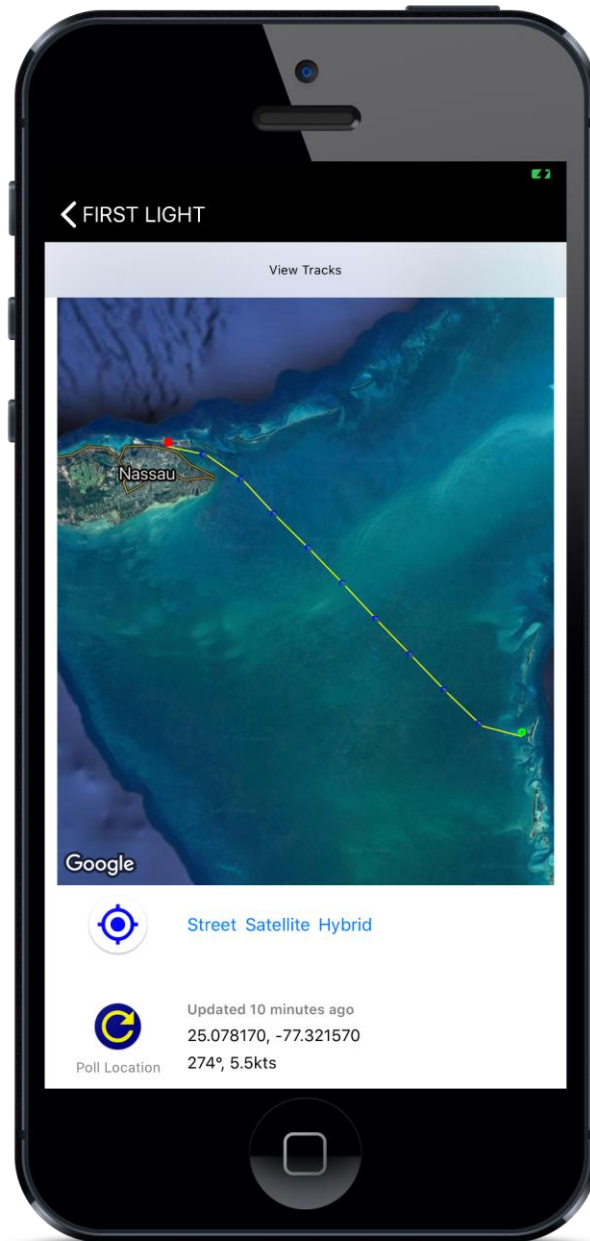 FIRST LIGHT
View Tracks
Nassau
Google
Street Satellite Hybrid
Updated 10 minutes ago
25.078170, -77.321570
Poll Location
274°, 5.5kts